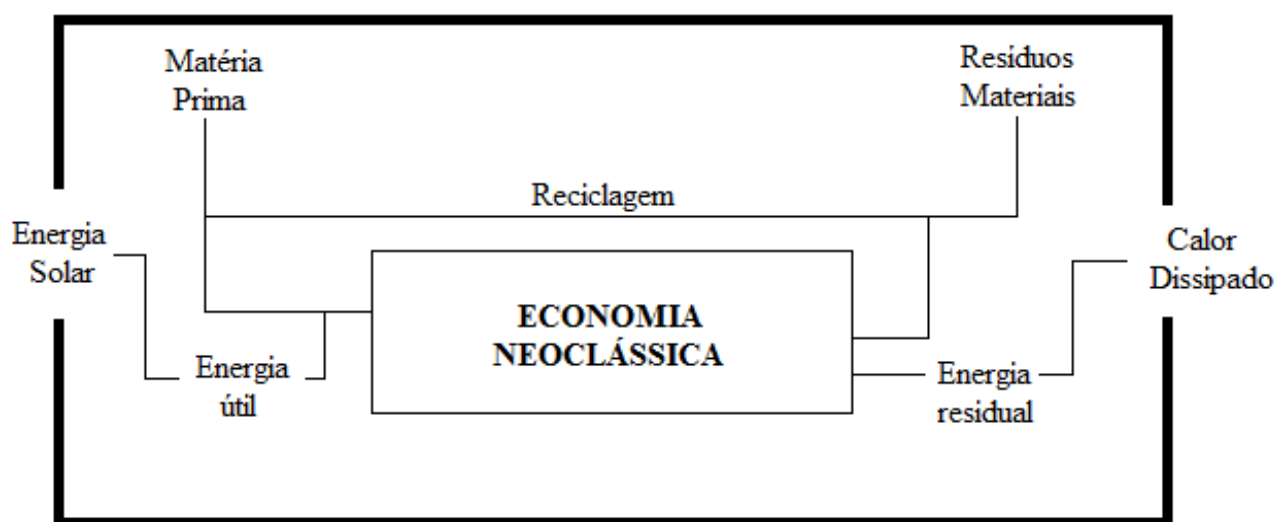 Matéria
Prima
Resíduos
Materiais
Reciclagem
Energia
Solar
Calor
Dissipado
ECONOMIA
NEOCLÁSSICA
Energia
útil
Energia
residual